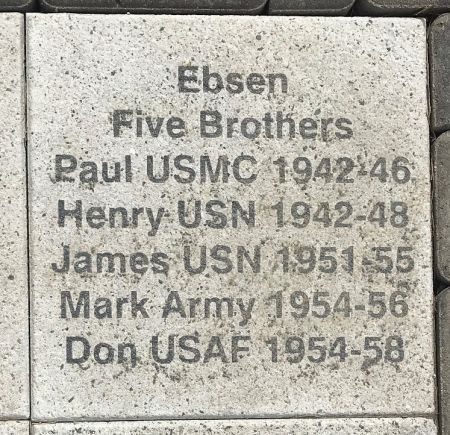 Ebsen
Five Brothers
Paul USMC 1942-46
Henry USN 1942-48
James USN 1951-55
Mark Army 1954-56
Don USAF 1954-58